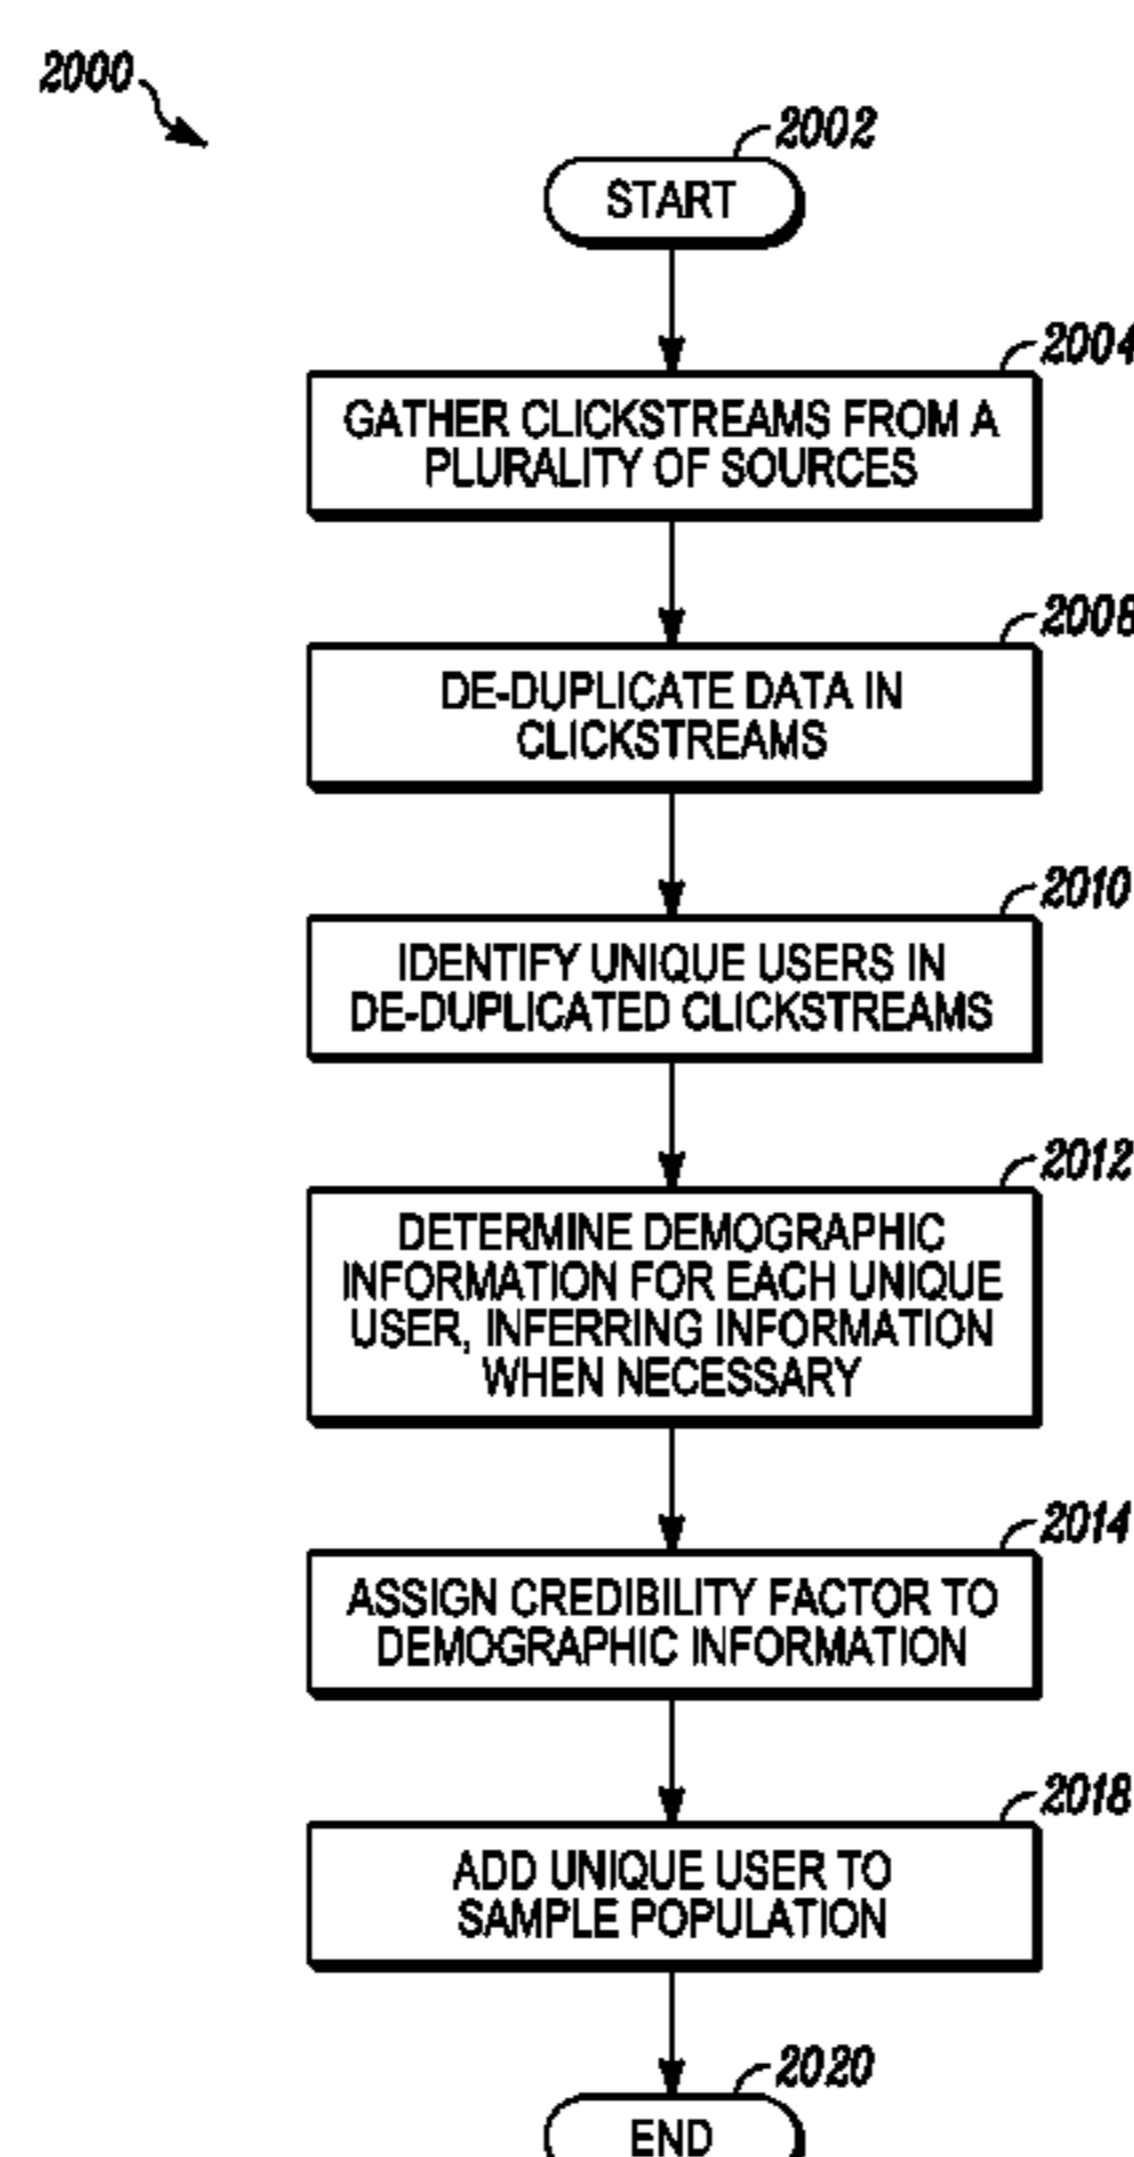 2000
2002
START
2004
GATHER CLICKSTREAMS FROM A
PLURALITY OF SOURCES
2008
DE-DUPLICATE DATA IN
CLICKSTREAMS
2010
IDENTIFY UNIQUE USERS IN
DE-DUPLICATED CLICKSTREAMS
2012
DETERMINE DEMOGRAPHIC
INFORMATION FOR EACH UNIQUE
USER, INFERRING INFORMATION
WHEN NECESSARY
2014
ASSIGN CREDIBILITY FACTOR TO
DEMOGRAPHIC INFORMATION
2018
ADD UNIQUE USER TO
SAMPLE POPULATION
2020
END